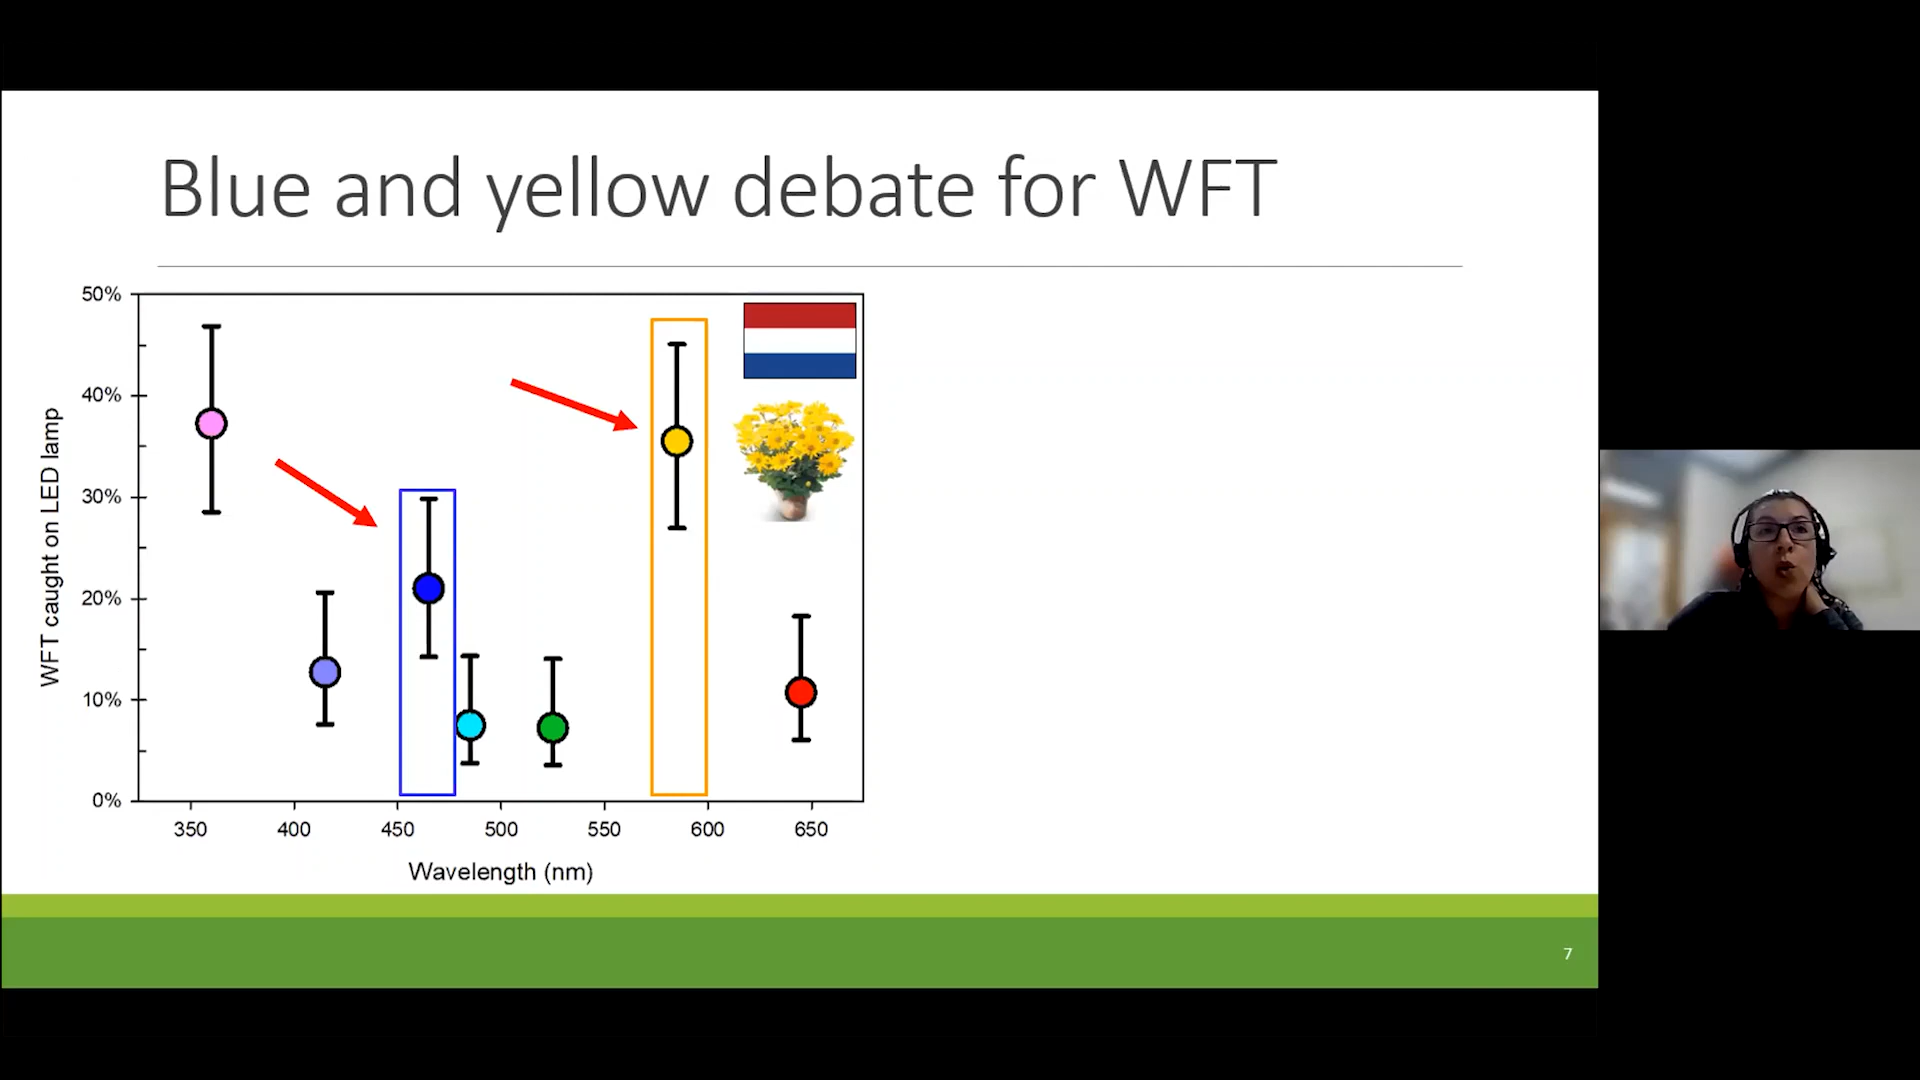 Blue and yellow debate for WFT
50%
40%
30%
20%
10%
0%
WFT caught on LED lamp
350 400 450 500 550 600 650
Wavelength (nm)
7